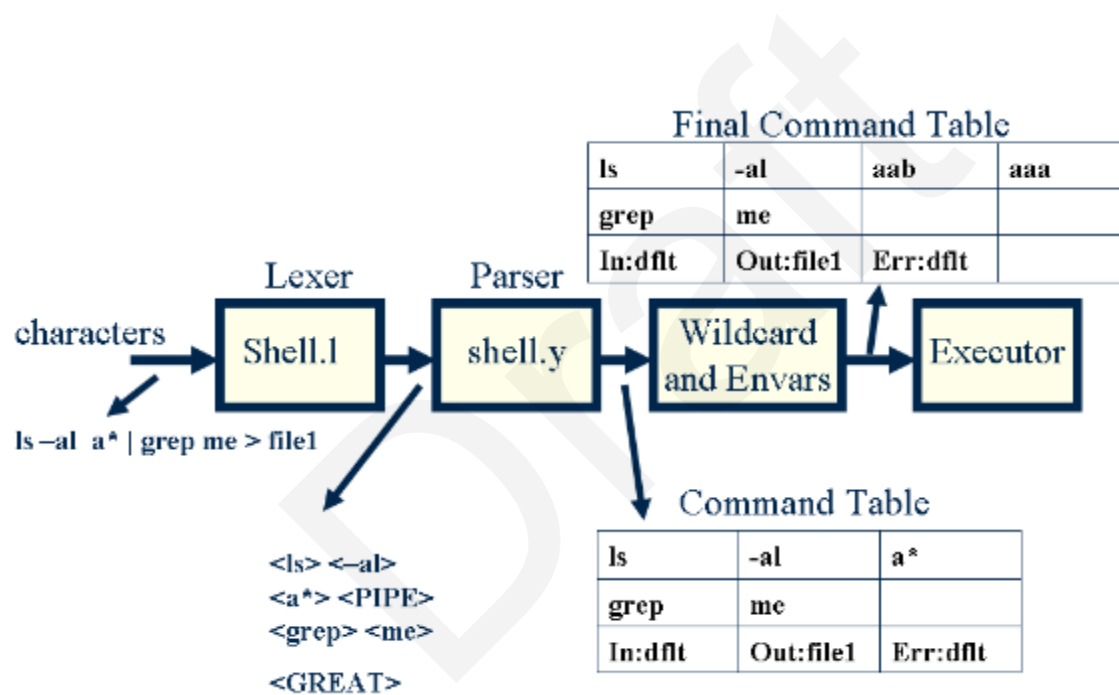 Final Command Table
ls -al aab aaa
grep me
In:dflt Out:file1 Err:dflt
Lexer
Parser
characters
Shell.l
shell.y
Wildcard
and Envars
Executor
ls –al a* | grep me > file1
Command Table
<ls> <–al>
<a*> <PIPE>
<grep> <me>
<GREAT>
ls -al a*
grep me
In:dflt Out:file1 Err:dflt
Draft